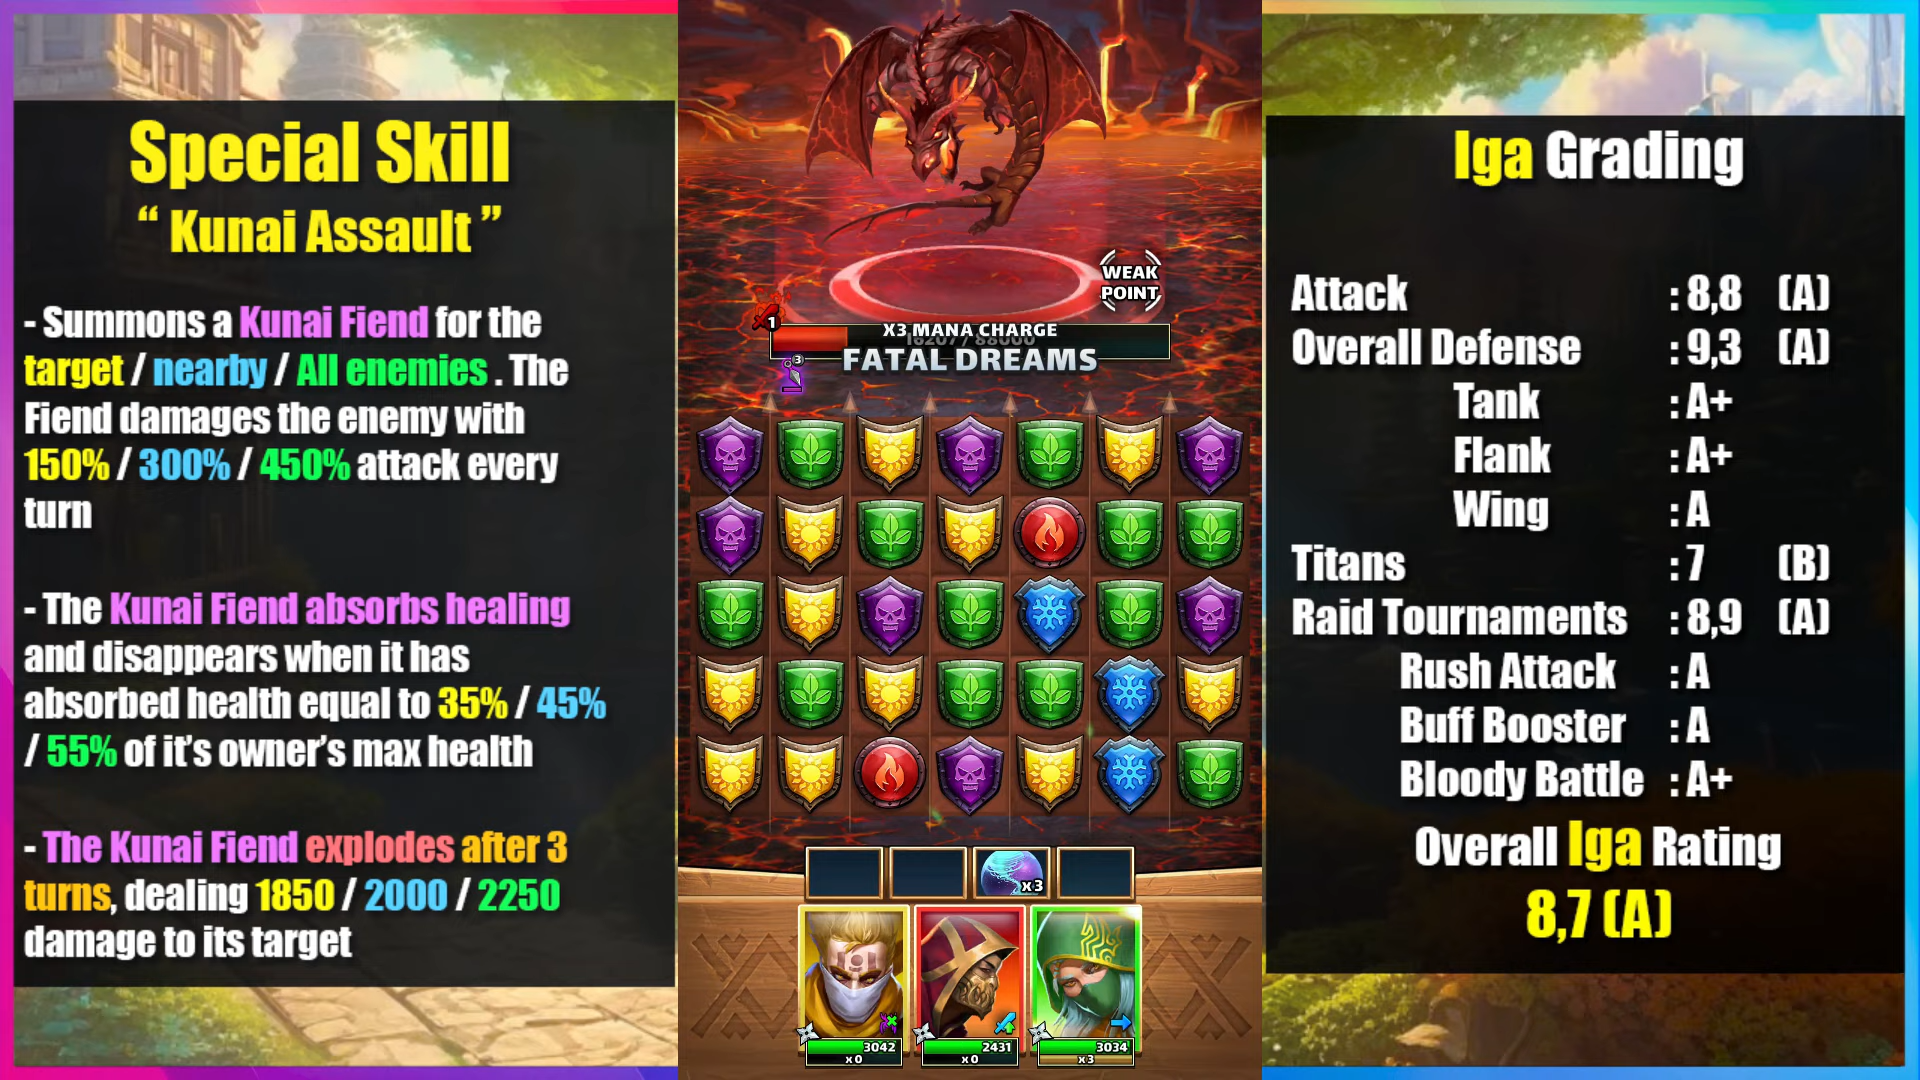 Special Skill
“ Kunai Assault ”
- Summons a Kunai Fiend for the
target / nearby / All enemies . The
Fiend damages the enemy with
150% / 300% / 450% attack every
turn
- The Kunai Fiend absorbs healing
and disappears when it has
absorbed health equal to 35% / 45%
/ 55% of it’s owner’s max health
- The Kunai Fiend explodes after 3
turns, dealing 1850 / 2000 / 2250
damage to its target
WEAK
POINT
x1
X3 MANA CHARGE
FATAL DREAMS
3
x3
3042
2431
3034
x0
x0
x3
Iga Grading
Attack : 8,8 (A)
Overall Defense : 9,3 (A)
Tank : A+
Flank : A+
Wing : A
Titans : 7 (B)
Raid Tournaments : 8,9 (A)
Rush Attack : A
Buff Booster : A
Bloody Battle : A+
Overall Iga Rating
8,7 (A)